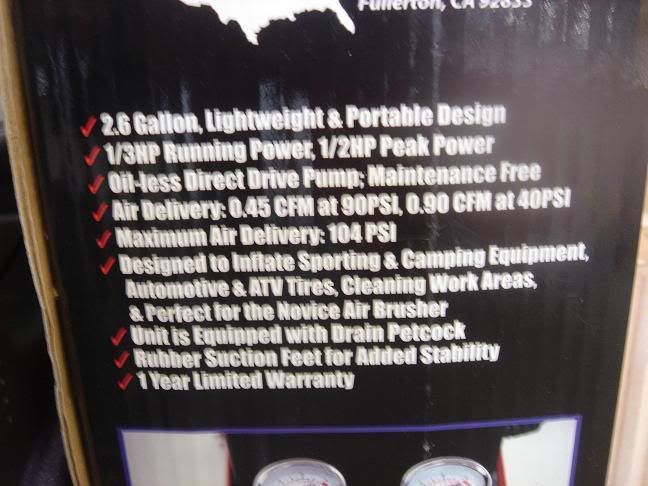 Fullerton, CA 92833
2.6 Gallon, Lightweight & Portable Design
1/3HP Running Power, 1/2HP Peak Power
Oil-less Direct Drive Pump; Maintenance Free
Air Delivery: 0.45 CFM at 90PSI, 0.90 CFM at 40PSI
Maximum Air Delivery: 104 PSI
Designed to Inflate Sporting & Camping Equipment,
Automotive & ATV Tires, Cleaning Work Areas,
& Perfect for the Novice Air Brusher
Unit is Equipped with Drain Petcock
Rubber Suction Feet for Added Stability
1 Year Limited Warranty